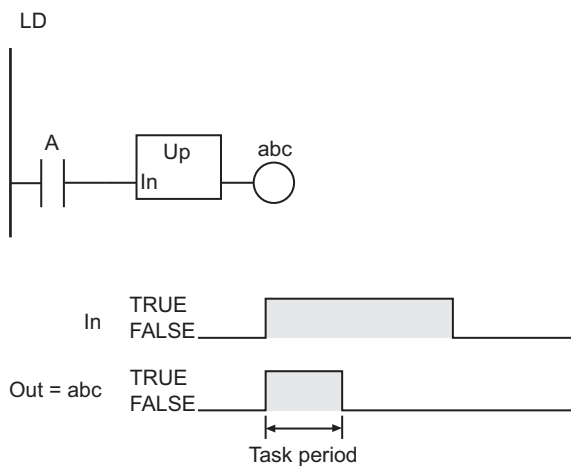 LD
A
Up
abc
In
In
TRUE
FALSE
Out = abc
TRUE
FALSE
Task period